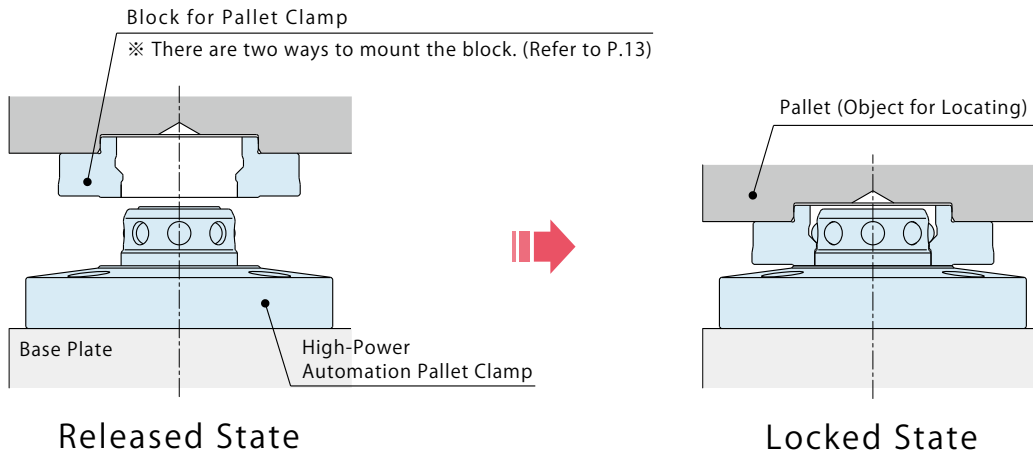 Block for Pallet Clamp
※ There are two ways to mount the block. (Refer to P.13)
Pallet (Object for Locating)
Base Plate
High-Power
Automation Pallet Clamp
Released State
Locked State